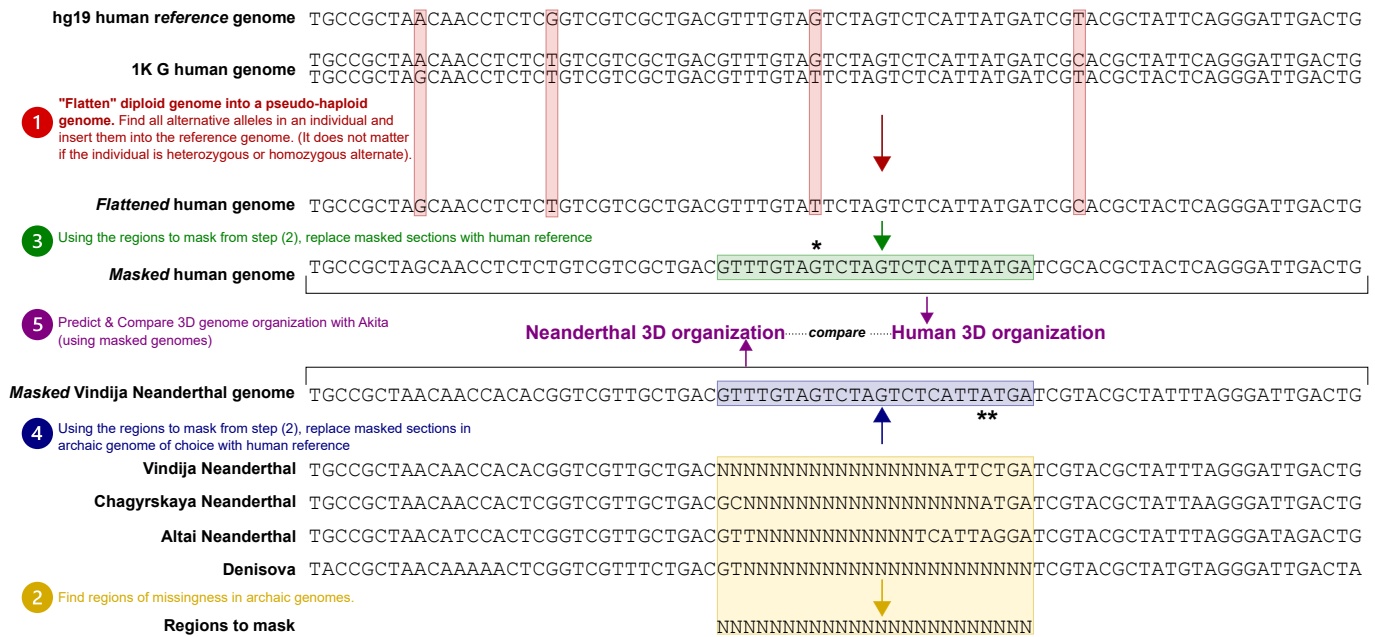 hg19 human reference genome TGCCGCTAACAACCTCTCGGTCGTCGCTGACGTTTGTAGTCTAGTCTCATTATGATCGTACGCTATTCAGGGATTGACTG
1K G human genome
TGCCGCTAACAACCTCTCTGTCGTCGCTGACGTTTGTAGTCTAGTCTCATTATGATCGCACGCTATTCAGGGATTGACTG
TGCCGCTAGCAACCTCTCTGTCGTCGCTGACGTTTGTATTCTAGTCTCATTATGATCGTACGCTACTCAGGGATTGACTG
1
"Flatten" diploid genome into a pseudo-haploid
genome. Find all alternative alleles in an individual and
insert them into the reference genome. (It does not matter
if the individual is heterozygous or homozygous alternate).
Flattened human genome TGCCGCTAGCAACCTCTCTGTCGTCGCTGACGTTTGTATTCTAGTCTCATTATGATCGCACGCTACTCAGGGATTGACTG
3 Using the regions to mask from step (2), replace masked sections with human reference
*
Masked human genome TGCCGCTAGCAACCTCTCTGTCGTCGCTGACGTTTGTAGTCTAGTCTCATTATGATCGCACGCTACTCAGGGATTGACTG
5 Predict & Compare 3D genome organization with Akita
(using masked genomes)
Neanderthal 3D organization ........ compare ........ Human 3D organization
Masked Vindija Neanderthal genome TGCCGCTAACAACCACACGGTCGTTGCTGACGTTTGTAGTCTAGTCTCATTATGATCGTACGCTATTTAGGGATTGACTG
**
4 Using the regions to mask from step (2), replace masked sections in
archaic genome of choice with human reference
Vindija Neanderthal TGCCGCTAACAACCACACGGTCGTTGCTGACNNNNNNNNNNNNNNNNNATTCTGATCGTACGCTATTTAGGGATTGACTG
Chagyrskaya Neanderthal TGCCGCTAACAACCACTCGGTCGTTGCTGACGCNNNNNNNNNNNNNNNNNNATGATCGTACGCTATTAAGGGATTGACTG
Altai Neanderthal TGCCGCTAACATCCACTCGGTCGTTGCTGACGTTNNNNNNNNNNNNTCATTAGGATCGTACGCTATTTAGGGATAGACTG
Denisova TACCGCTAACAAAAACTCGGTCGTTTCTGACGTNNNNNNNNNNNNNNNNNNNNNNTCGTACGCTATGTAGGGATTGACTA
2 Find regions of missingness in archaic genomes.
Regions to mask NNNNNNNNNNNNNNNNNNNNNNNN